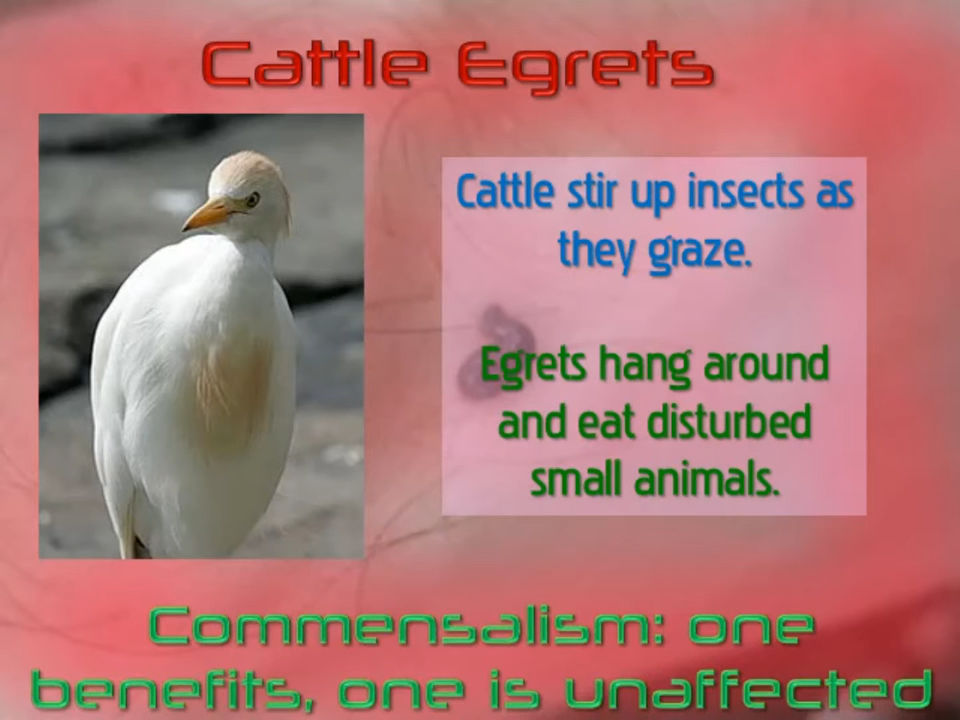 Cattle Egrets
Cattle stir up insects as
they graze.
Egrets hang around
and eat disturbed
small animals.
Commensalism: one
benefits, one is unaffected